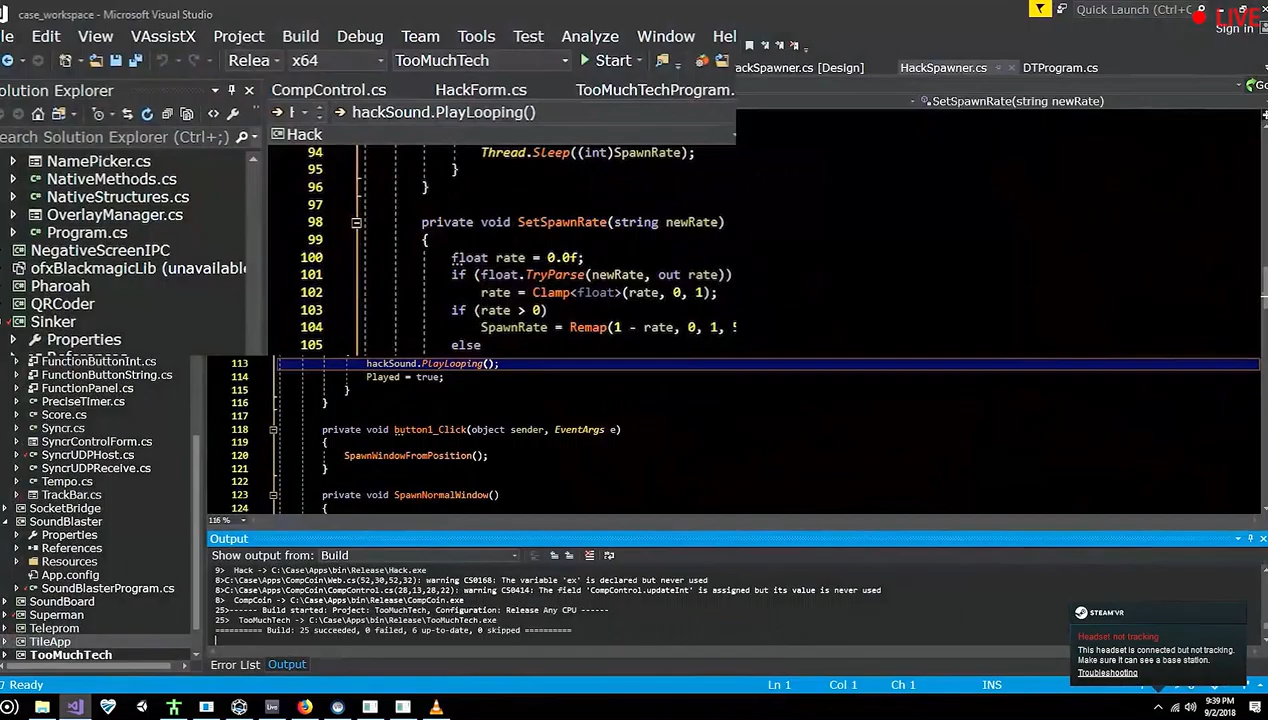 case_workspace - Microsoft Visual Studio
Quick Launch (Ctrl+
LIVE
Sign in
le Edit View VAssistX Project Build Debug Team Tools Test Analyze Window Hel
Relea x64 TooMuchTech Start
olution Explorer
CompControl.cs HackForm.cs TooMuchTechProgram.
ackSpawner.cs [Design] HackSpawner.cs DTProgram.cs
hackSound.PlayLooping()
SetSpawnRate(string newRate)
Go
earch Solution Explorer (Ctrl+;)
Hack
NamePicker.cs
NativeMethods.cs
NativeStructures.cs
OverlayManager.cs
Program.cs
NegativeScreenIPC
ofxBlackmagicLib (unavailable
Pharoah
QRCoder
Sinker
Properties
FunctionButtonInt.cs
FunctionButtonString.cs
FunctionPanel.cs
PreciseTimer.cs
Score.cs
Syncr.cs
SyncrControlForm.cs
SyncrUDPHost.cs
SyncrUDPReceive.cs
Tempo.cs
TrackBar.cs
SocketBridge
SoundBlaster
Properties
References
Resources
App.config
SoundBlasterProgram.cs
SoundBoard
Superman
Teleprom
TileApp
TooMuchTech
94 Thread.Sleep((int)SpawnRate);
95 }
96 }
97
98 private void SetSpawnRate(string newRate)
99 {
100 float rate = 0.0f;
101 if (float.TryParse(newRate, out rate))
102 rate = Clamp<float>(rate, 0, 1);
103 if (rate > 0)
104 SpawnRate = Remap(1 - rate, 0, 1, 5
105 else
113 hackSound.PlayLooping();
114 Played = true;
115 }
116 }
117
118 private void button1_Click(object sender, EventArgs e)
119 {
120 SpawnWindowFromPosition();
121 }
122
123 private void SpawnNormalWindow()
124 {
116 %
Output
Show output from: Build
9> Hack -> C:\Case\Apps\bin\Release\Hack.exe
8>C:\Case\Apps\CompCoin\Web.cs(52,30,52,32): warning CS0168: The variable 'ex' is declared but never used
8>C:\Case\Apps\CompCoin\CompControl.cs(28,13,28,22): warning CS0414: The field 'CompControl.updateInt' is assigned but its value is never used
8> CompCoin -> C:\Case\Apps\bin\Release\CompCoin.exe
25>------ Build started: Project: TooMuchTech, Configuration: Release Any CPU ------
25> TooMuchTech -> C:\Case\Apps\bin\Release\TooMuchTech.exe
========== Build: 25 succeeded, 0 failed, 6 up-to-date, 0 skipped ==========
Error List Output
STEAMVR
Headset not tracking
This headset is connected but not tracking.
Make sure it can see a base station.
Troubleshooting
Ready Ln 1 Col 1 Ch 1 INS
Live
9:39 PM
9/2/2018